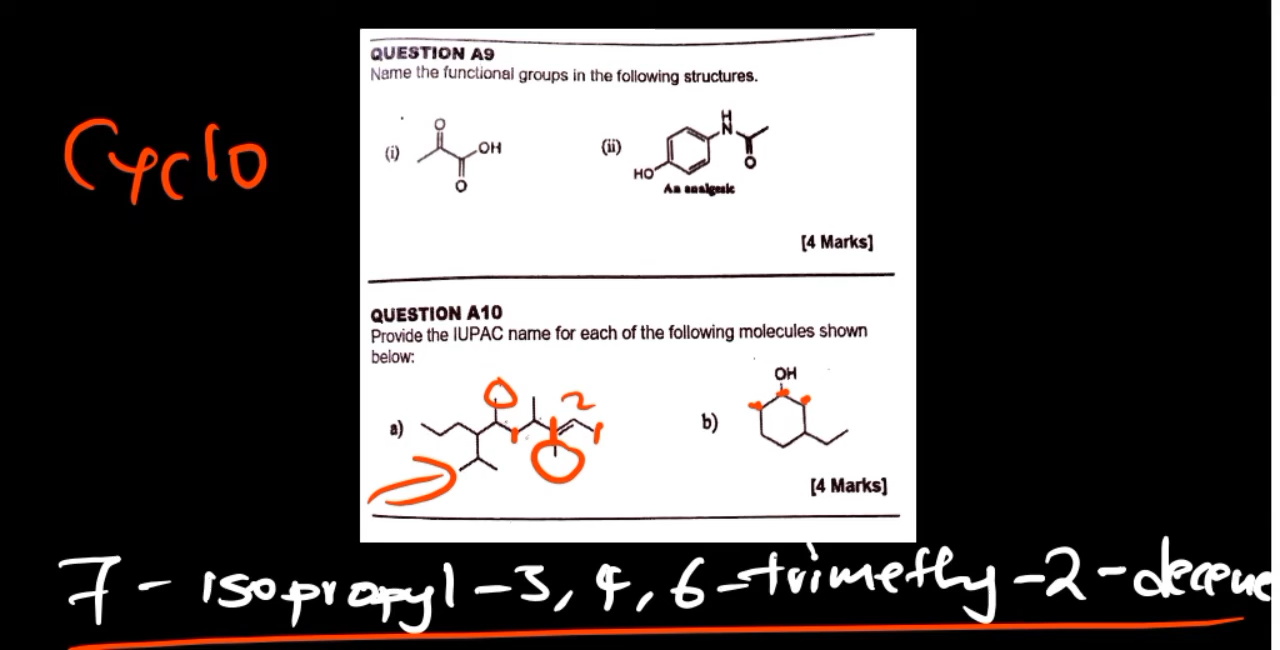 QUESTION A9
Name the functional groups in the following structures.
Cyclo
(i) O OH O
(ii) H N O HO
An analgesic
[4 Marks]
QUESTION A10
Provide the IUPAC name for each of the following molecules shown
below:
a) 2 1
b) OH
[4 Marks]
7 - isopropyl - 3, 4, 6 - trimethy - 2 - decene